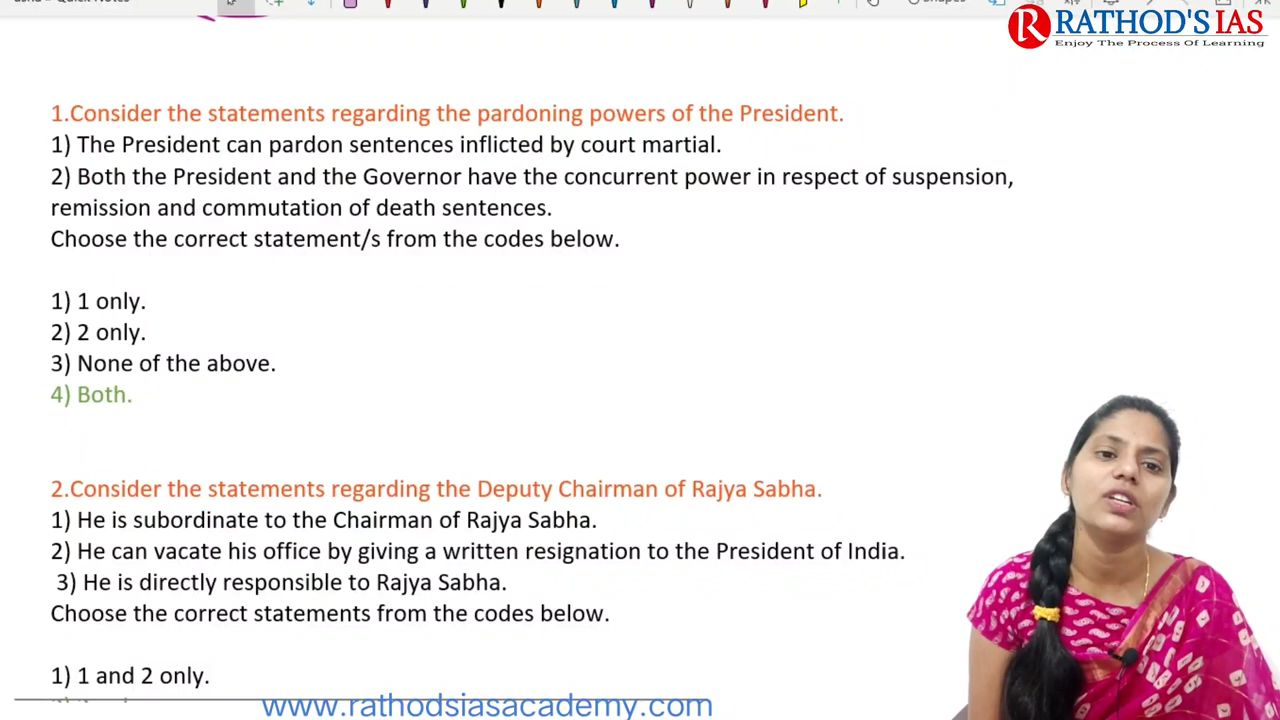 RATHOD'S IAS
Enjoy The Process Of Learning
1.Consider the statements regarding the pardoning powers of the President.
1) The President can pardon sentences inflicted by court martial.
2) Both the President and the Governor have the concurrent power in respect of suspension,
remission and commutation of death sentences.
Choose the correct statement/s from the codes below.
1) 1 only.
2) 2 only.
3) None of the above.
4) Both.
2.Consider the statements regarding the Deputy Chairman of Rajya Sabha.
1) He is subordinate to the Chairman of Rajya Sabha.
2) He can vacate his office by giving a written resignation to the President of India.
3) He is directly responsible to Rajya Sabha.
Choose the correct statements from the codes below.
1) 1 and 2 only.
www.rathodsiasacademy.com